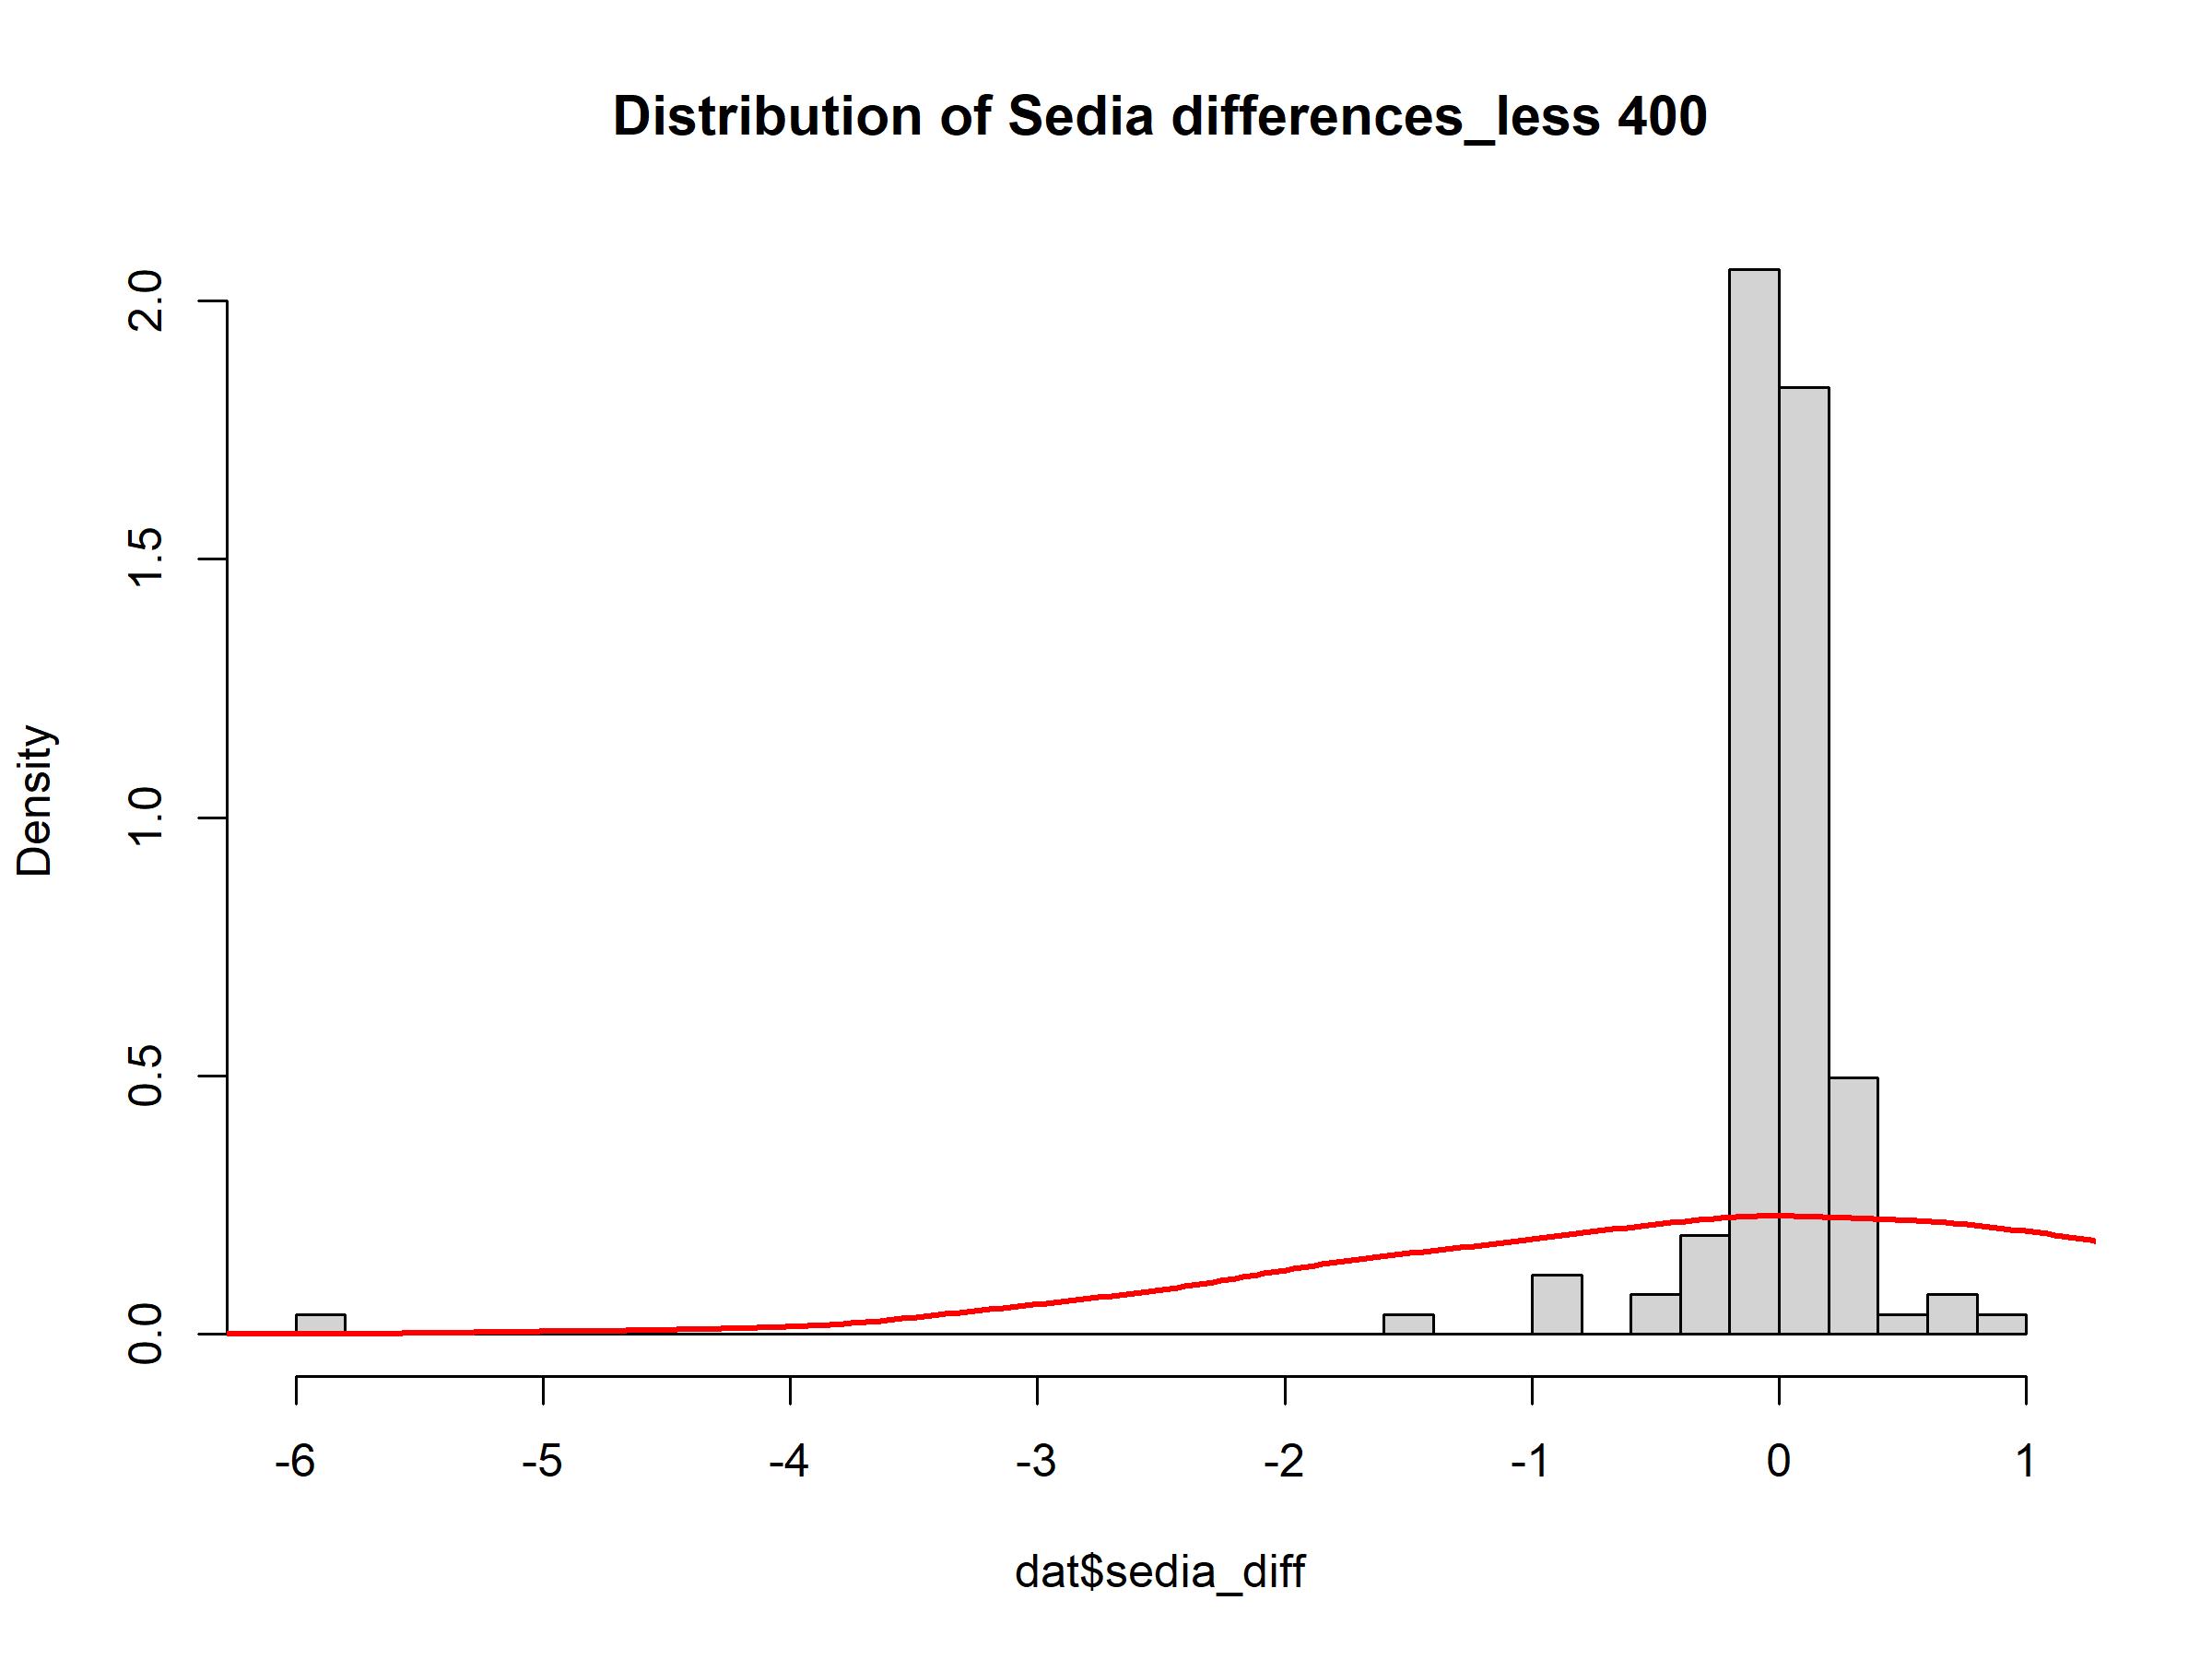 Distribution of Sedia differences_less 400
Density
2.0
1.5
1.0
0.5
0.0
-6 -5 -4 -3 -2 -1 0 1
dat$sedia_diff